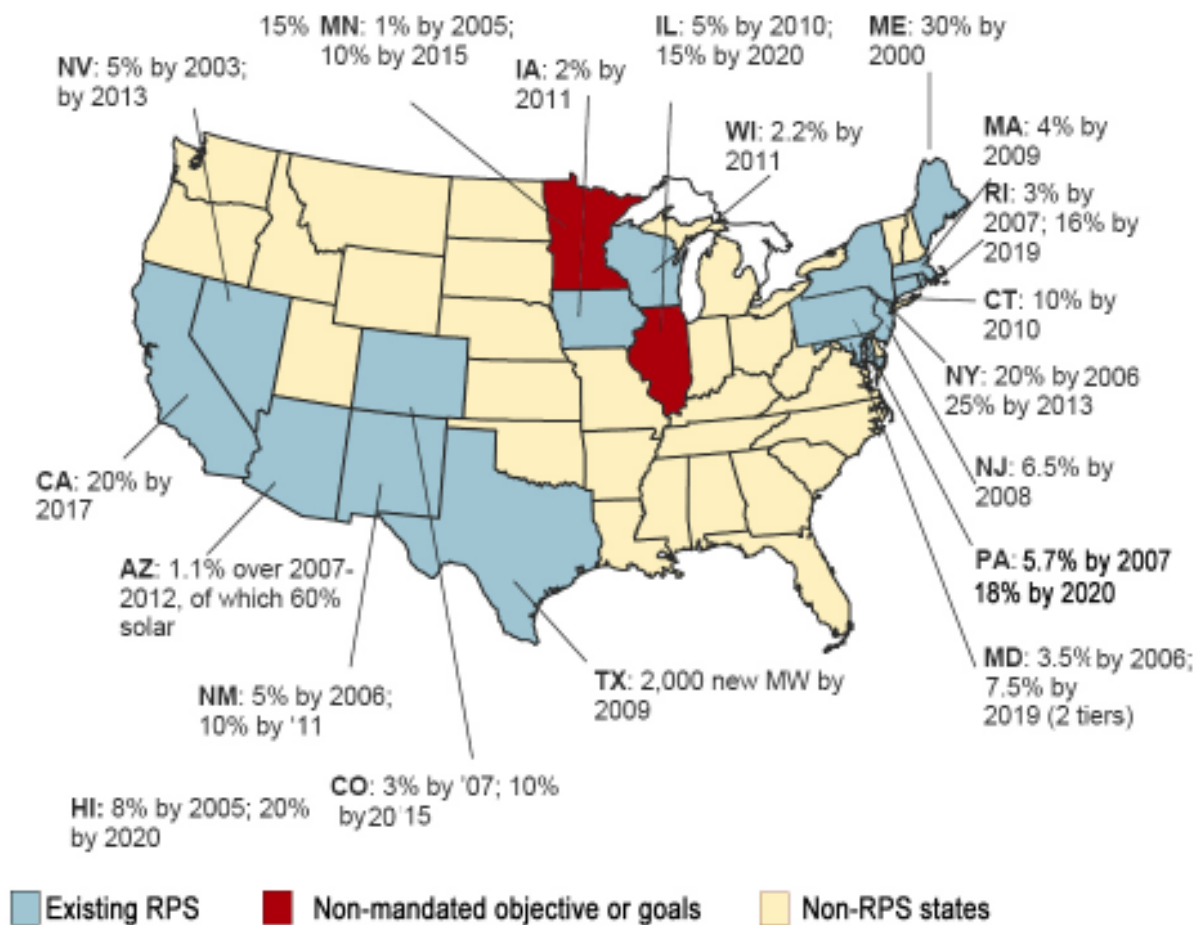 15% MN: 1% by 2005;
10% by 2015
IL: 5% by 2010;
15% by 2020
ME: 30% by
2000
NV: 5% by 2003;
by 2013
IA: 2% by
2011
WI: 2.2% by
2011
MA: 4% by
2009
RI: 3% by
2007; 16% by
2019
CT: 10% by
2010
NY: 20% by 2006
25% by 2013
CA: 20% by
2017
NJ: 6.5% by
2008
AZ: 1.1% over 2007-
2012, of which 60%
solar
PA: 5.7% by 2007
18% by 2020
NM: 5% by 2006;
10% by '11
TX: 2,000 new MW by
2009
MD: 3.5% by 2006;
7.5% by
2019 (2 tiers)
CO: 3% by '07; 10%
by20'15
HI: 8% by 2005; 20%
by 2020
Existing RPS
Non-mandated objective or goals
Non-RPS states